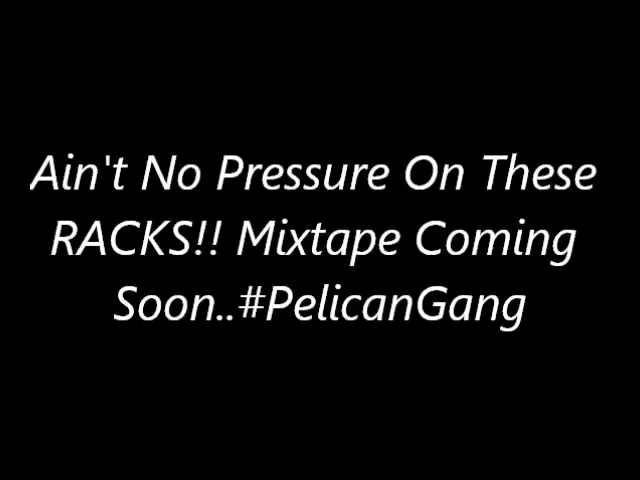 Ain't No Pressure On These
RACKS!! Mixtape Coming
Soon..#PelicanGang